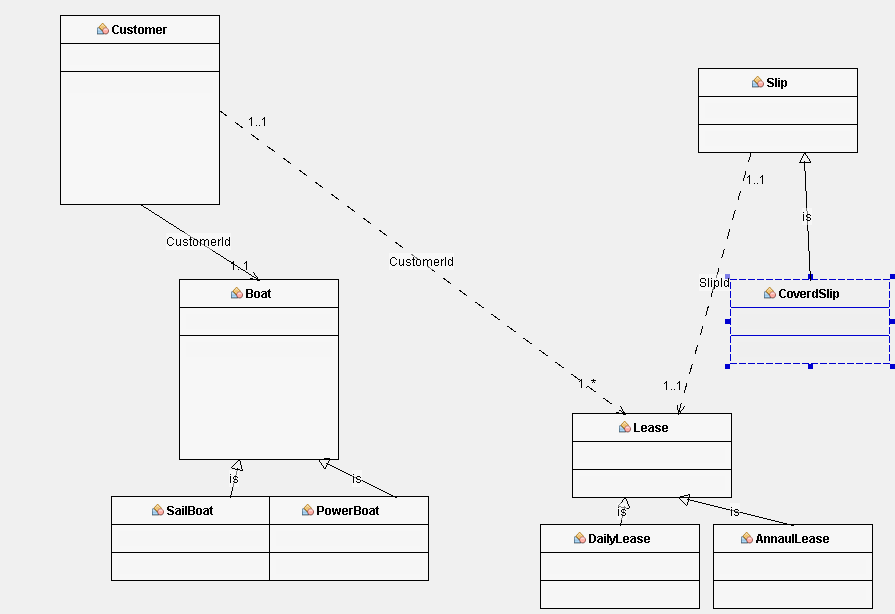 Customer
Slip
1..1
1..1
is
CustomerId
CustomerId
1..1
SlipId
Boat
CoverdSlip
1..*
1..1
Lease
is
is
SailBoat
PowerBoat
is
is
DailyLease
AnnaulLease